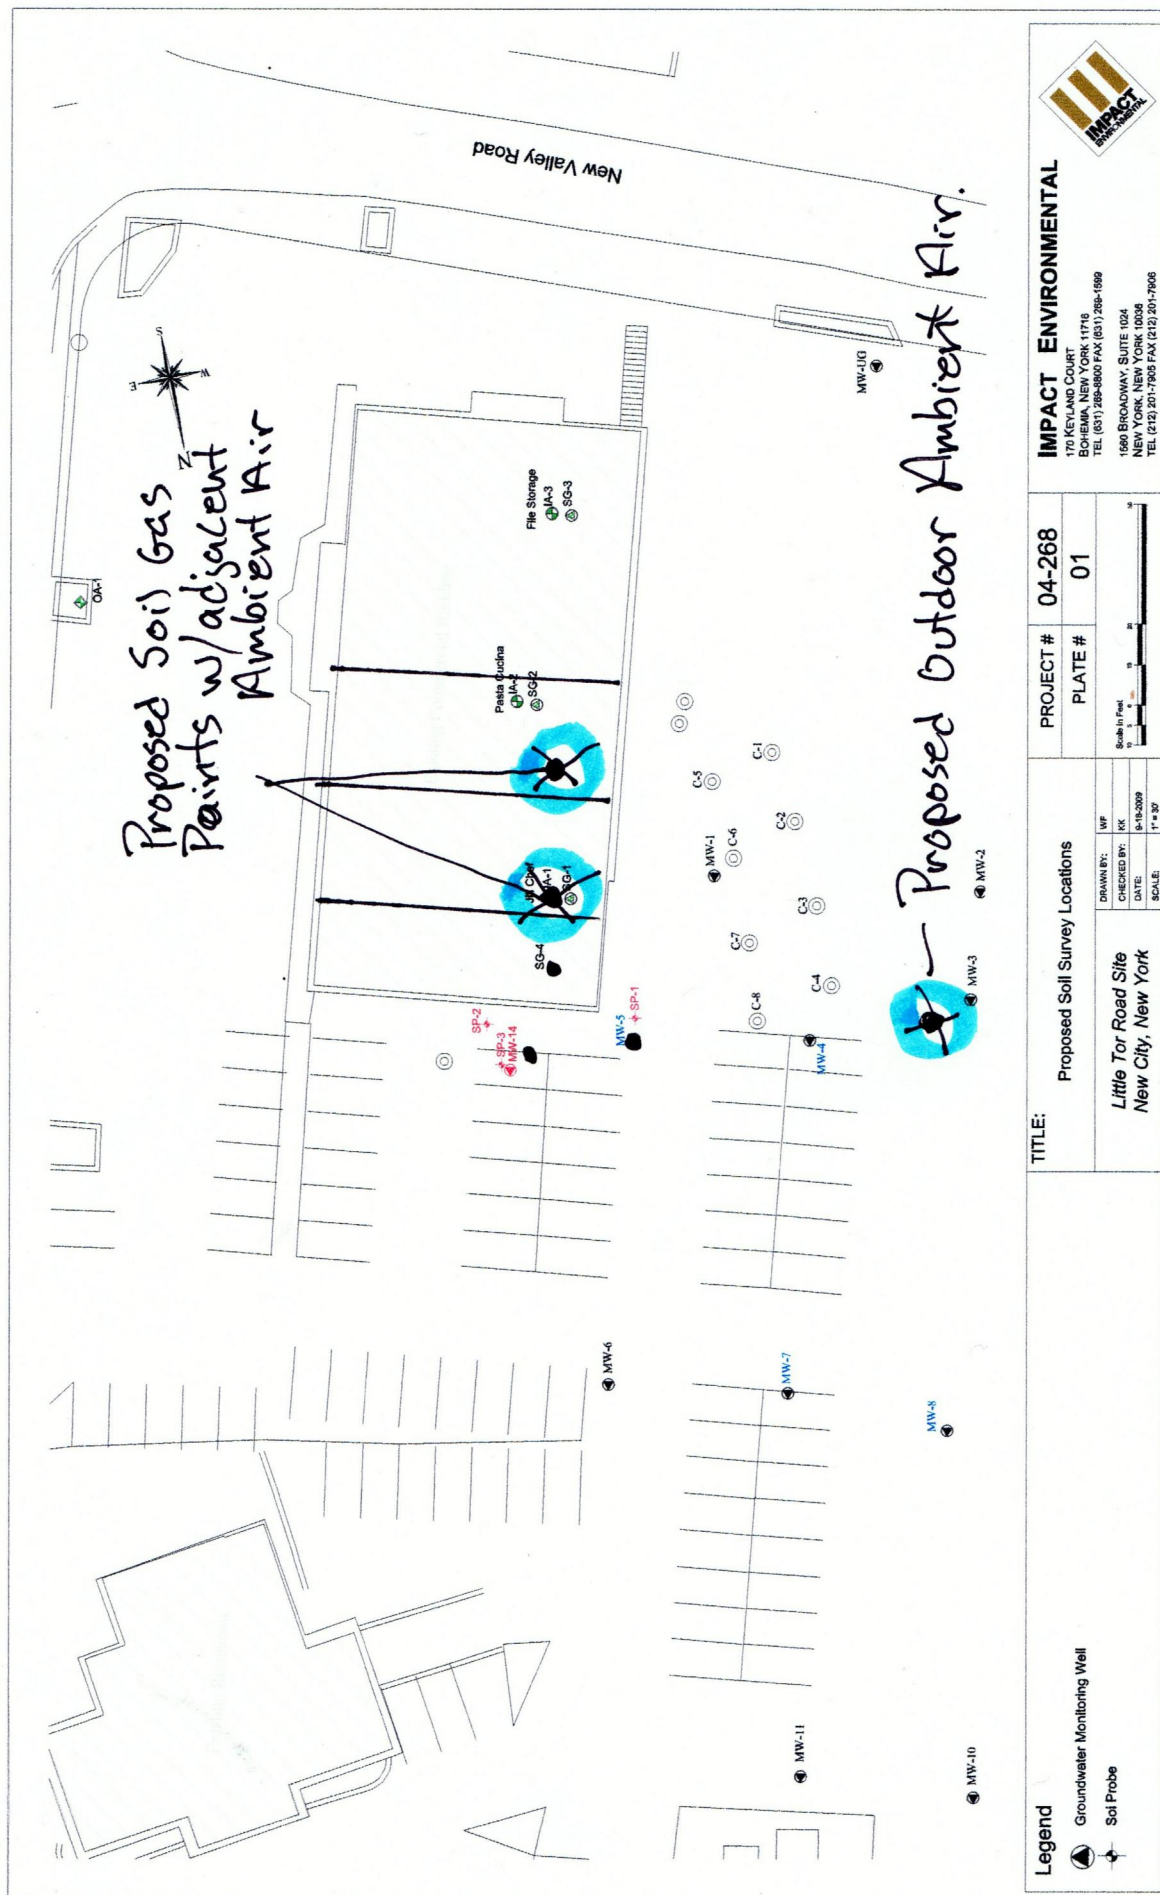 New Valley Road
S
E
W
N
Proposed Soil Gas
Points w/adjacent
Ambient Air
OA-1
File Storage
IA-3
SG-3
Pasta Cucina
IA-2
SG-2
IA-1
SG-1
SG-4
MW-UG
SP-2
SP-3
MW-14
MW-5
SP-1
C-5
C-1
MW-1
C-6
C-2
C-7
C-3
C-8
C-4
MW-4
MW-2
MW-3
Proposed Outdoor Ambient Air.
MW-6
MW-7
MW-8
MW-11
MW-10
Legend
Groundwater Monitoring Well
Soil Probe
TITLE:
Proposed Soil Survey Locations
Little Tor Road Site
New City, New York
DRAWN BY: WF
CHECKED BY: KK
DATE: 9-18-2009
SCALE: 1" = 30'
PROJECT # 04-268
PLATE # 01
Scale in Feet
IMPACT ENVIRONMENTAL
170 KEYLAND COURT
BOHEMIA, NEW YORK 11716
TEL (631) 269-8800 FAX (631) 269-1599
1560 BROADWAY, SUITE 1024
NEW YORK, NEW YORK 10036
TEL (212) 201-7905 FAX (212) 201-7906
IMPACT
ENVIRONMENTAL